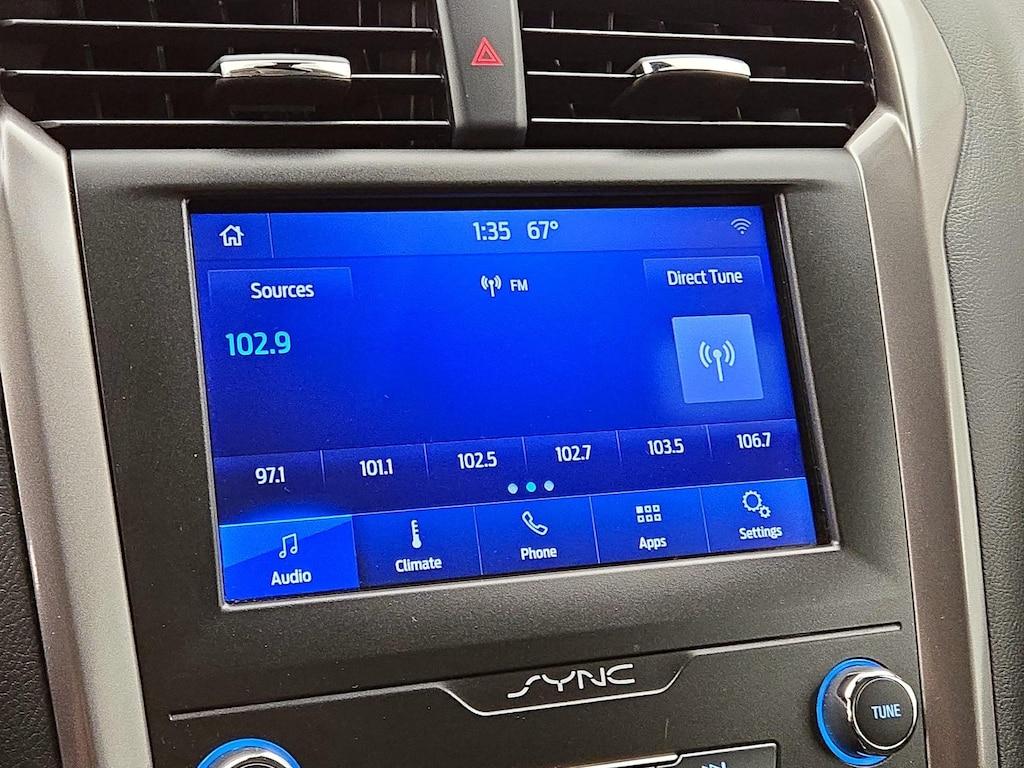 1:35 67°
Sources
FM
Direct Tune
102.9
97.1 101.1 102.5 102.7 103.5 106.7
Audio Climate Phone Apps Settings
SYNC
TUNE